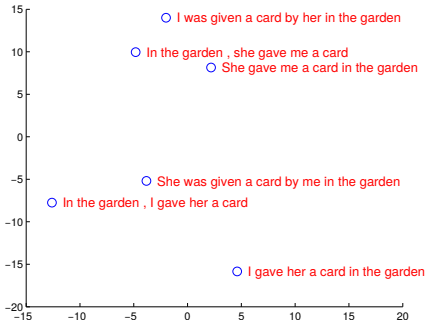 15
I was given a card by her in the garden
10
In the garden , she gave me a card
She gave me a card in the garden
5
0
−5
She was given a card by me in the garden
In the garden , I gave her a card
−10
−15
I gave her a card in the garden
−20
−15 −10 −5 0 5 10 15 20